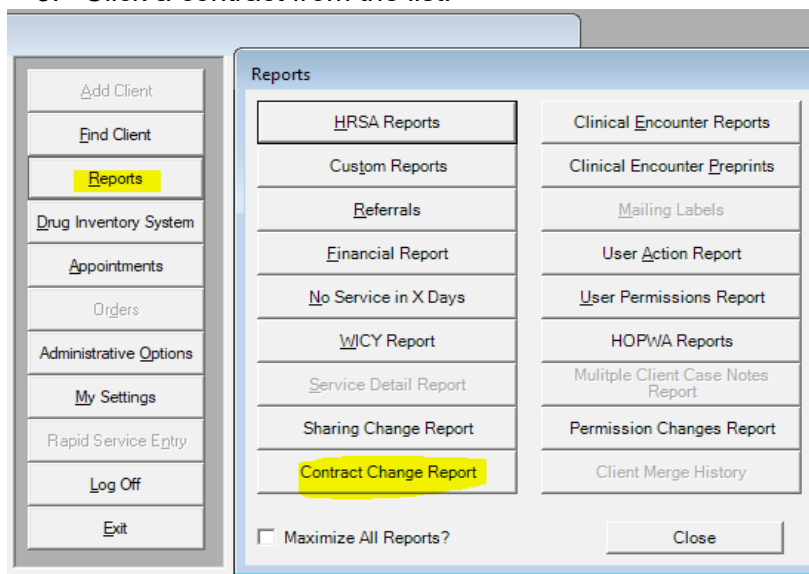 Add Client
Find Client
Reports
Drug Inventory System
Appointments
Orders
Administrative Options
My Settings
Rapid Service Entry
Log Off
Exit
Reports
HRSA Reports
Clinical Encounter Reports
Custom Reports
Clinical Encounter Preprints
Referrals
Mailing Labels
Financial Report
User Action Report
No Service in X Days
User Permissions Report
WICY Report
HOPWA Reports
Service Detail Report
Mulitple Client Case Notes
Report
Sharing Change Report
Permission Changes Report
Contract Change Report
Client Merge History
Maximize All Reports?
Close